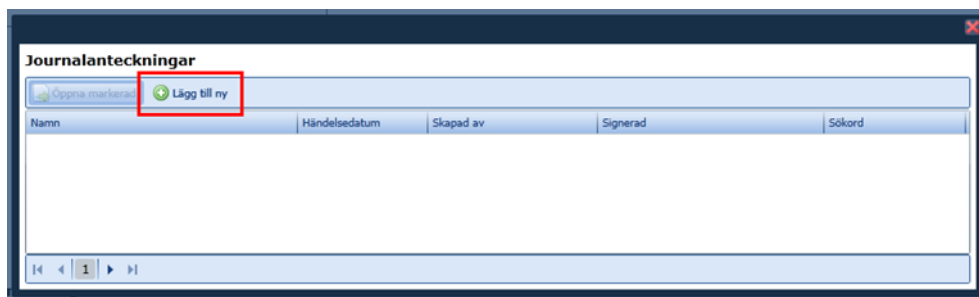 Journalanteckningar
Öppna markerad Lägg till ny
Namn Händelsedatum Skapad av Signerad Sökord
1